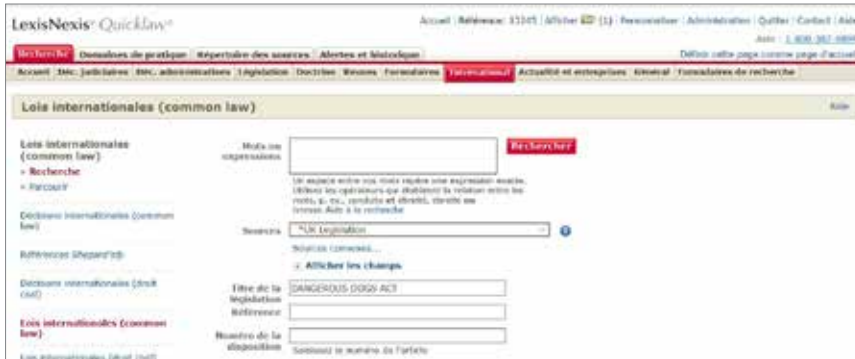 LexisNexis® Quicklaw®
Accueil | Référence: 33345 | Afficher (1) | Personnaliser | Administration | Quitter | Contact | Aide
Recherche Domaines de pratique Répertoire des sources Alertes et historique
Définir cette page comme page d'accueil
Accueil Déc. judiciaires Déc. administratives Législation Doctrine Revues Formulaires International Actualité et entreprises Général Formulaires de recherche
Lois internationales (common law)
Aide
Lois internationales
(common law)
» Recherche
» Parcourir
Décisions internationales (common
law)
Références Shepard's
Décisions internationales (droit
civil)
Lois internationales (common
law)
Lois internationales (droit civil)
Mots ou
expressions
Rechercher
Un espace entre vos mots repère une expression exacte.
Utilisez les opérateurs qui établiront la relation entre les
mots, p. ex., conduite et ébriété, dans
Aide à la recherche
Sources
*UK Legislation
Sources connexes...
Afficher les champs
Titre de la
législation
DANGEROUS DOGS ACT
Référence
Numéro de la
disposition
Saisissez le numéro de l'article